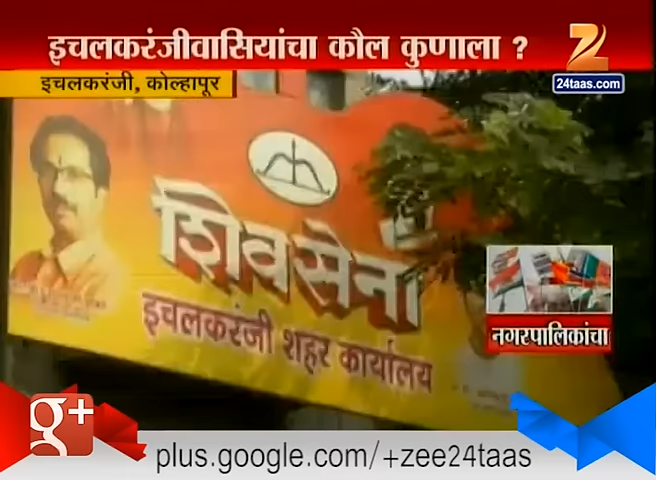 इचलकरंजीवासियांचा कौल कुणाला ?
24taas.com
इचलकरंजी, कोल्हापूर
शिवसेना
इचलकरंजी शहर कार्यालय
नगरपालिकांचा
g+
plus.google.com/+zee24taas